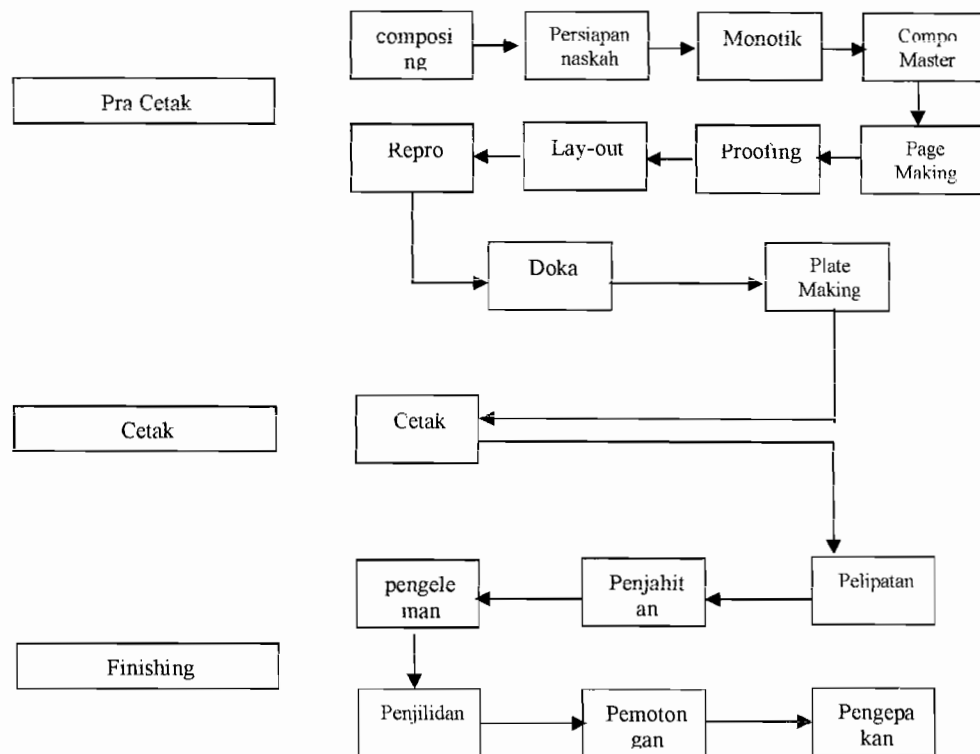 composi
ng
Persiapan
naskah
Monotik
Compo
Master
Pra Cetak
Repro
Lay-out
Proofing
Page
Making
Doka
Plate
Making
Cetak
Cetak
pengele
man
Penjahit
an
Pelipatan
Finishing
Penjilidan
Pemoton
gan
Pengepa
kan